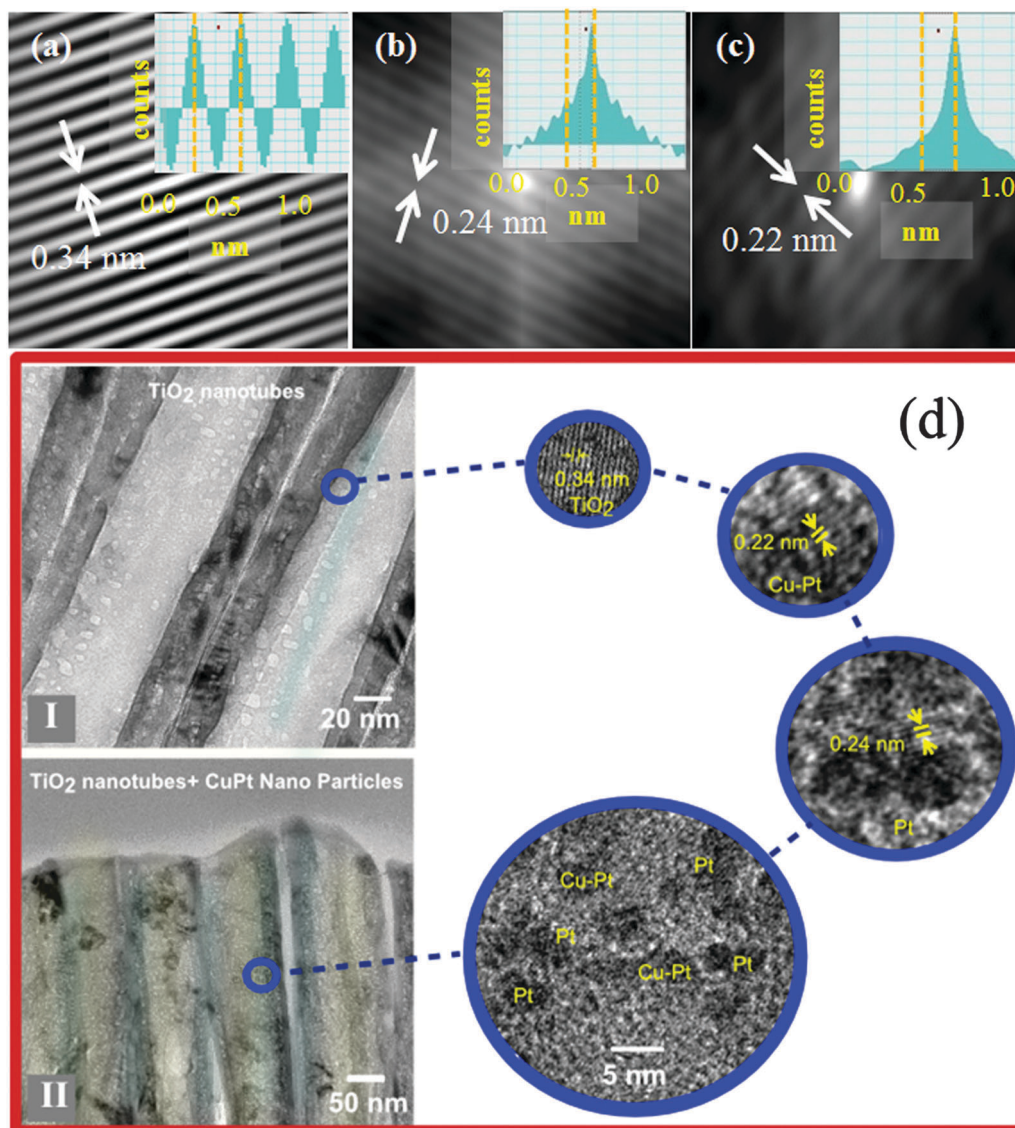 (a)
counts
0.0 0.5 1.0
nm
0.34 nm
(b)
counts
0.0 0.5 1.0
nm
0.24 nm
(c)
counts
0.0 0.5 1.0
nm
0.22 nm
(d)
TiO2 nanotubes
I
20 nm
0.34 nm
TiO2
0.22 nm
Cu-Pt
0.24 nm
Pt
TiO2 nanotubes+ CuPt Nano Particles
II
50 nm
Cu-Pt
Pt
Pt
Cu-Pt
Pt
Pt
5 nm